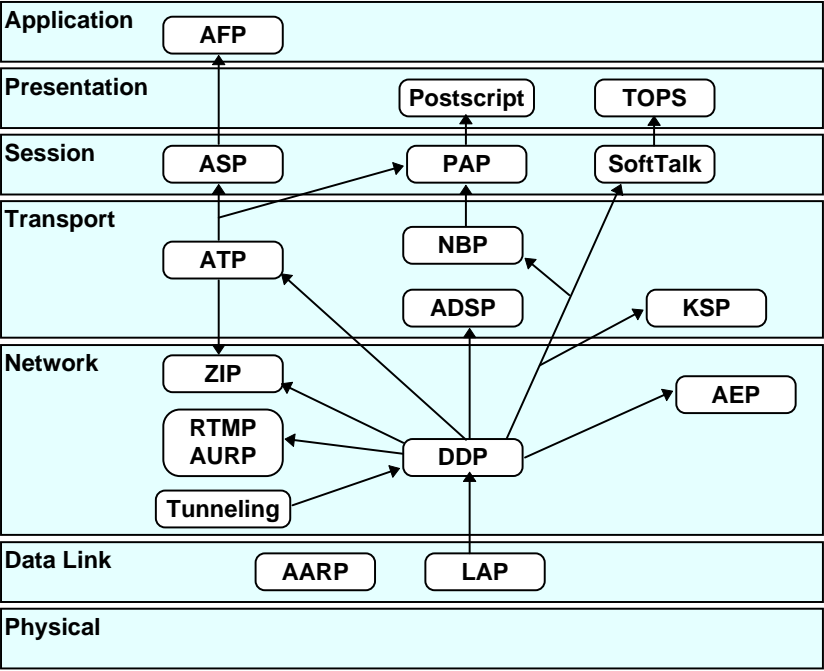 Application
AFP
Presentation
Postscript
TOPS
Session
ASP
PAP
SoftTalk
Transport
ATP
NBP
ADSP
KSP
Network
ZIP
AEP
RTMP
AURP
DDP
Tunneling
Data Link
AARP
LAP
Physical